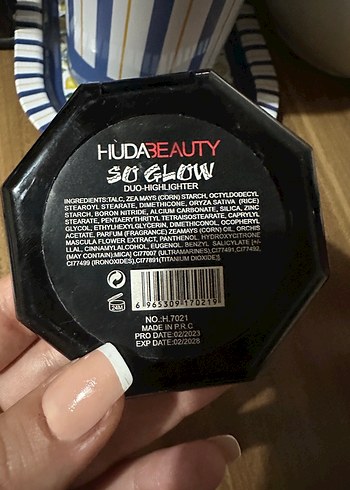 HUDABEAUTY
SO GLOW
DUO-HIGHLIGHTER
INGREDIENTS:TALC, ZEA MAYS (CORN) STARCH, OCTYLDODECYL
STEAROYL STEARATE, DIMETHICONE, ORYZA SATIVA (RICE)
STARCH, BORON NITRIDE, ALCIUM CARBONATE, SILICA, ZINC
STEARATE, PENTAERYTHRITYL TETRAISOSTEARATE, CAPRYLYL
GLYCOL, ETHYLHEXYLGLYCERIN, DIMETHICONOL, OCOPHERYL
ACETATE, PARFUM (FRAGRANCE) ZEAMAYS (CORN) OIL, ORCHIS
MASCULA FLOWER EXTRACT, PANTHENOL, HYDROXYCITRONE
LLAL, CINNAMYLALCOHOL, EUGENOL, BENZYL, SALICYLATE [+/-
(MAY CONTAIN):MICA] CI77007 (ULTRAMARINES), CI77491,77492,
CI77499 (IRONOXIDES),CI77891(TITANIUM DIOXIDES)
24M
6 965309 170219
NO.:H.7021
MADE IN P.R.C
PRO DATE:02/2023
EXP DATE:02/2028